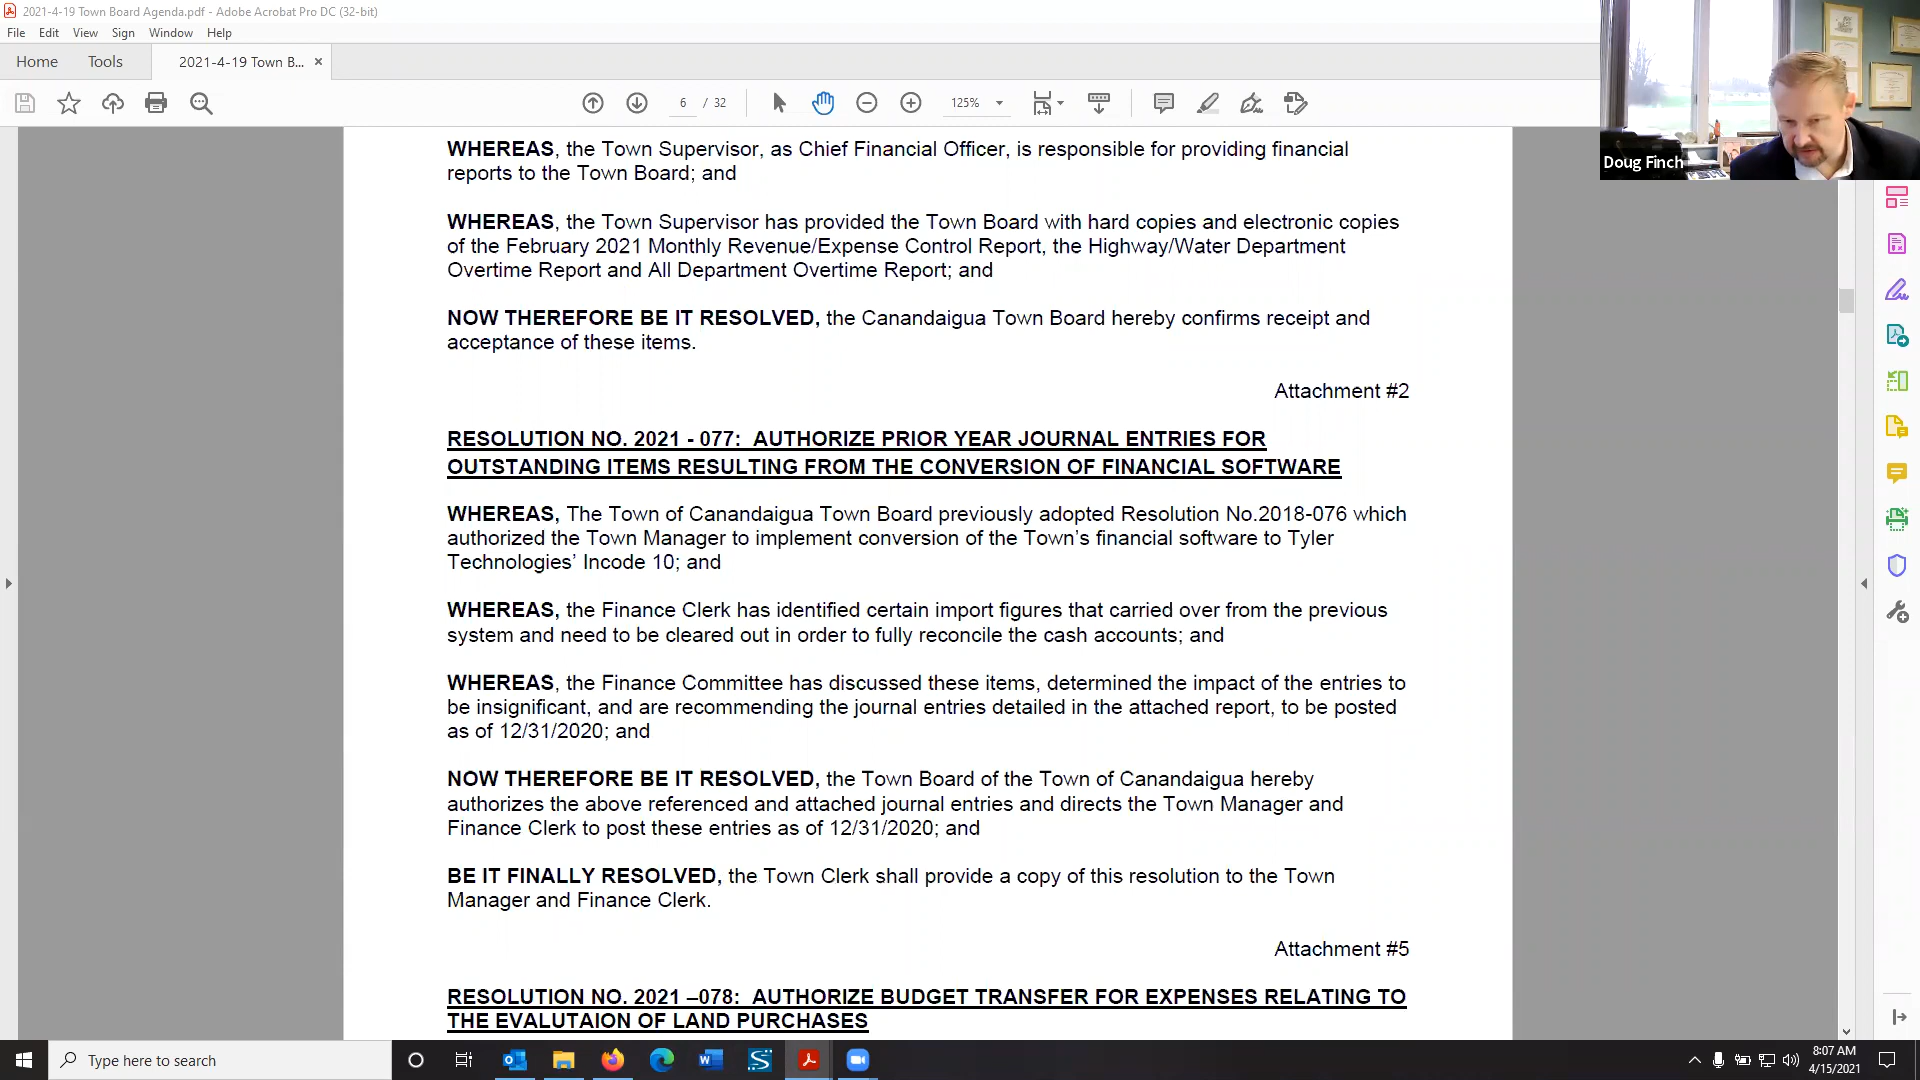 2021-4-19 Town Board Agenda.pdf - Adobe Acrobat Pro DC (32-bit)
File Edit View Sign Window Help
Home Tools 2021-4-19 Town B... ×
6 / 32 125%
Doug Finch
WHEREAS, the Town Supervisor, as Chief Financial Officer, is responsible for providing financial
reports to the Town Board; and
WHEREAS, the Town Supervisor has provided the Town Board with hard copies and electronic copies
of the February 2021 Monthly Revenue/Expense Control Report, the Highway/Water Department
Overtime Report and All Department Overtime Report; and
NOW THEREFORE BE IT RESOLVED, the Canandaigua Town Board hereby confirms receipt and
acceptance of these items.
Attachment #2
RESOLUTION NO. 2021 - 077: AUTHORIZE PRIOR YEAR JOURNAL ENTRIES FOR
OUTSTANDING ITEMS RESULTING FROM THE CONVERSION OF FINANCIAL SOFTWARE
WHEREAS, The Town of Canandaigua Town Board previously adopted Resolution No.2018-076 which
authorized the Town Manager to implement conversion of the Town's financial software to Tyler
Technologies' Incode 10; and
WHEREAS, the Finance Clerk has identified certain import figures that carried over from the previous
system and need to be cleared out in order to fully reconcile the cash accounts; and
WHEREAS, the Finance Committee has discussed these items, determined the impact of the entries to
be insignificant, and are recommending the journal entries detailed in the attached report, to be posted
as of 12/31/2020; and
NOW THEREFORE BE IT RESOLVED, the Town Board of the Town of Canandaigua hereby
authorizes the above referenced and attached journal entries and directs the Town Manager and
Finance Clerk to post these entries as of 12/31/2020; and
BE IT FINALLY RESOLVED, the Town Clerk shall provide a copy of this resolution to the Town
Manager and Finance Clerk.
Attachment #5
RESOLUTION NO. 2021 –078: AUTHORIZE BUDGET TRANSFER FOR EXPENSES RELATING TO
THE EVALUTAION OF LAND PURCHASES
Type here to search
8:07 AM
4/15/2021